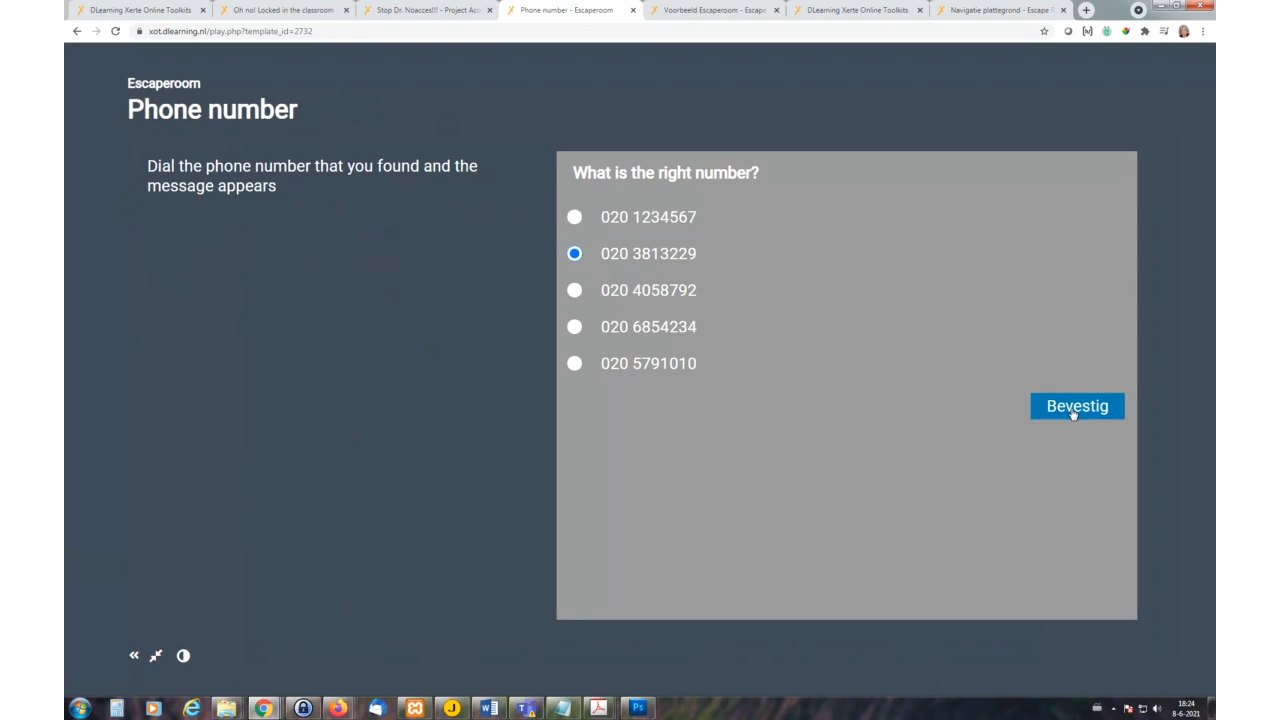 DLearning Xerte Online Toolkits
Oh no! Locked in the classroom
Stop Dr. Noacces!!! - Project Acc
Phone number - Escaperoom
Voorbeeld Escaperoom - Escape
DLearning Xerte Online Toolkits
Navigatie plattegrond - Escape R
xot.dlearning.nl/play.php?template_id=2732
Escaperoom
Phone number
Dial the phone number that you found and the
message appears
What is the right number?
020 1234567
020 3813229
020 4058792
020 6854234
020 5791010
Bevestig
18:24
8-6-2021